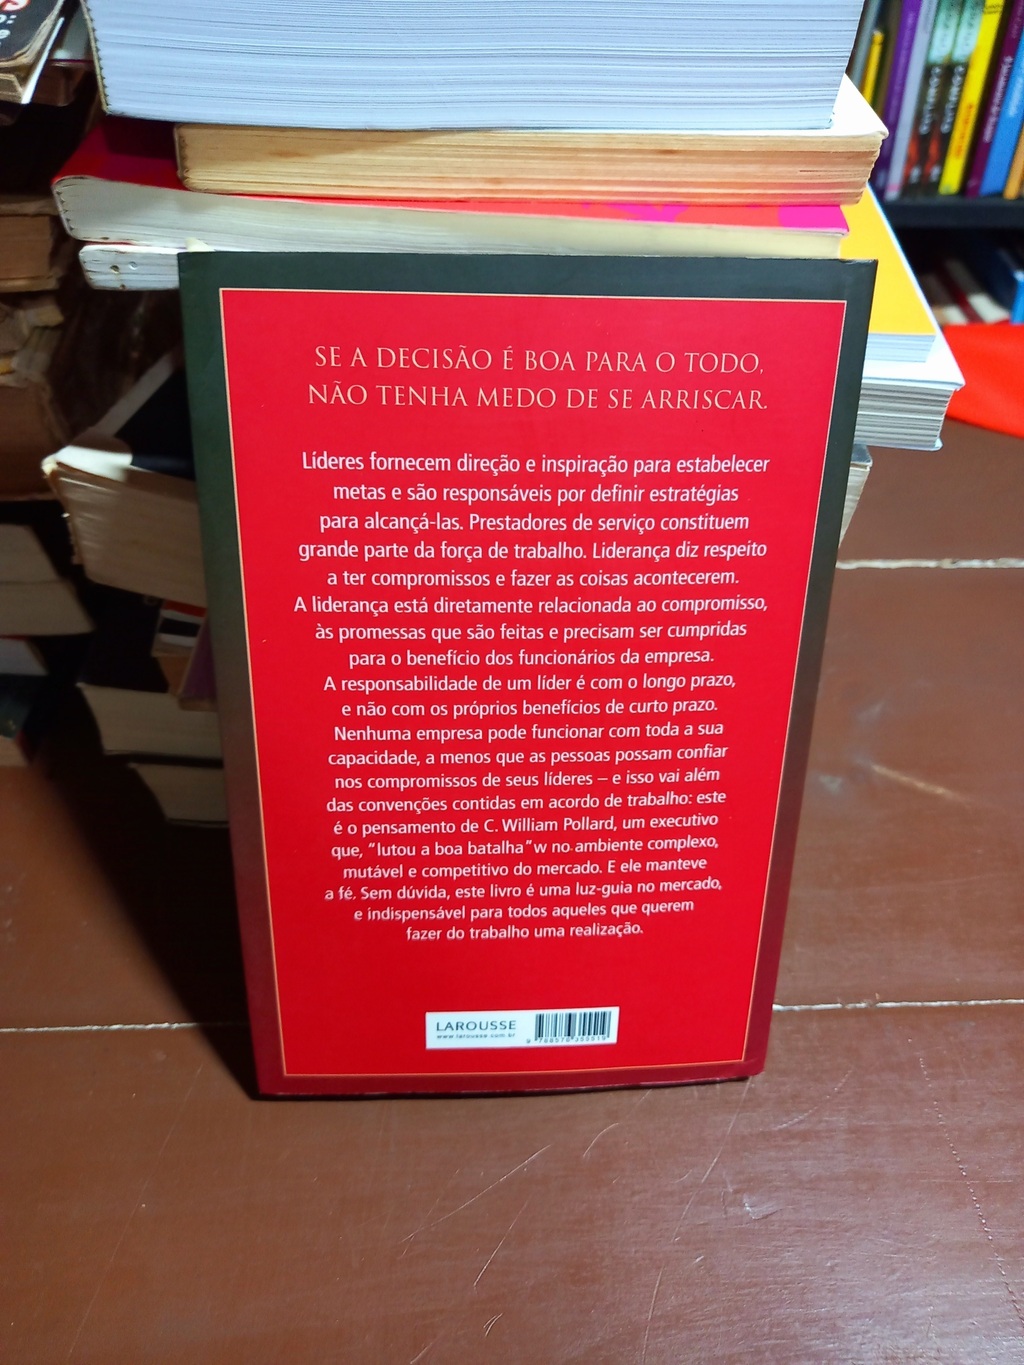 SE A DECISÃO É BOA PARA O TODO,
NÃO TENHA MEDO DE SE ARRISCAR.
Líderes fornecem direção e inspiração para estabelecer
metas e são responsáveis por definir estratégias
para alcançá-las. Prestadores de serviço constituem
grande parte da força de trabalho. Liderança diz respeito
a ter compromissos e fazer as coisas acontecerem.
A liderança está diretamente relacionada ao compromisso,
às promessas que são feitas e precisam ser cumpridas
para o benefício dos funcionários da empresa.
A responsabilidade de um líder é com o longo prazo,
e não com os próprios benefícios de curto prazo.
Nenhuma empresa pode funcionar com toda a sua
capacidade, a menos que as pessoas possam confiar
nos compromissos de seus líderes – e isso vai além
das convenções contidas em acordo de trabalho: este
é o pensamento de C. William Pollard, um executivo
que, "lutou a boa batalha"w no ambiente complexo,
mutável e competitivo do mercado. E ele manteve
a fé. Sem dúvida, este livro é uma luz-guia no mercado,
e indispensável para todos aqueles que querem
fazer do trabalho uma realização.
LAROUSSE
www.larousse.com.br